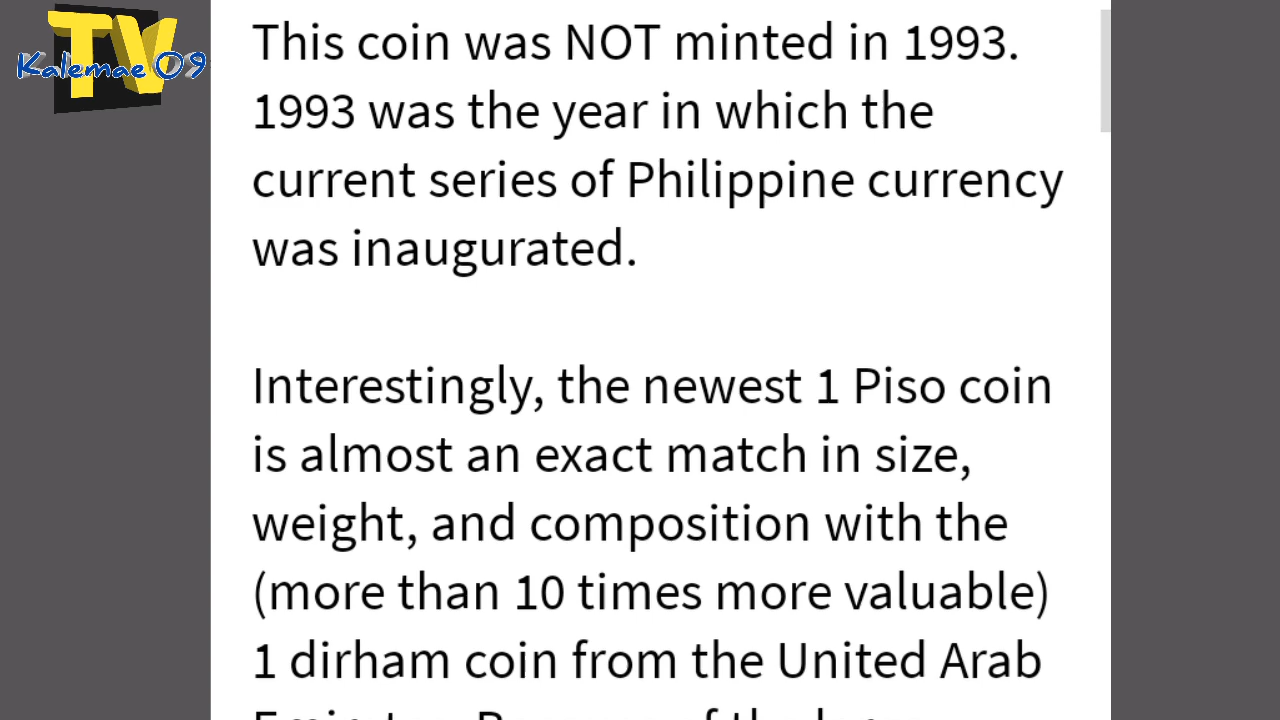 TV
Kalemae 09
This coin was NOT minted in 1993.
1993 was the year in which the
current series of Philippine currency
was inaugurated.
Interestingly, the newest 1 Piso coin
is almost an exact match in size,
weight, and composition with the
(more than 10 times more valuable)
1 dirham coin from the United Arab